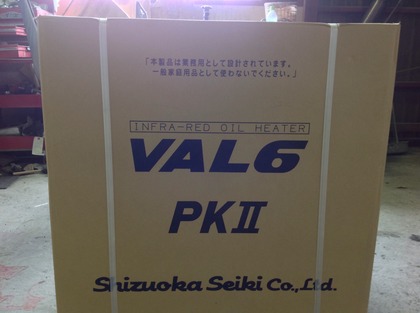 「本製品は業務用として設計されています。
一般家庭用品として使わないでください。」
INFRA-RED OIL HEATER
VAL6
PKII
Shizuoka Seiki Co.,Ltd.